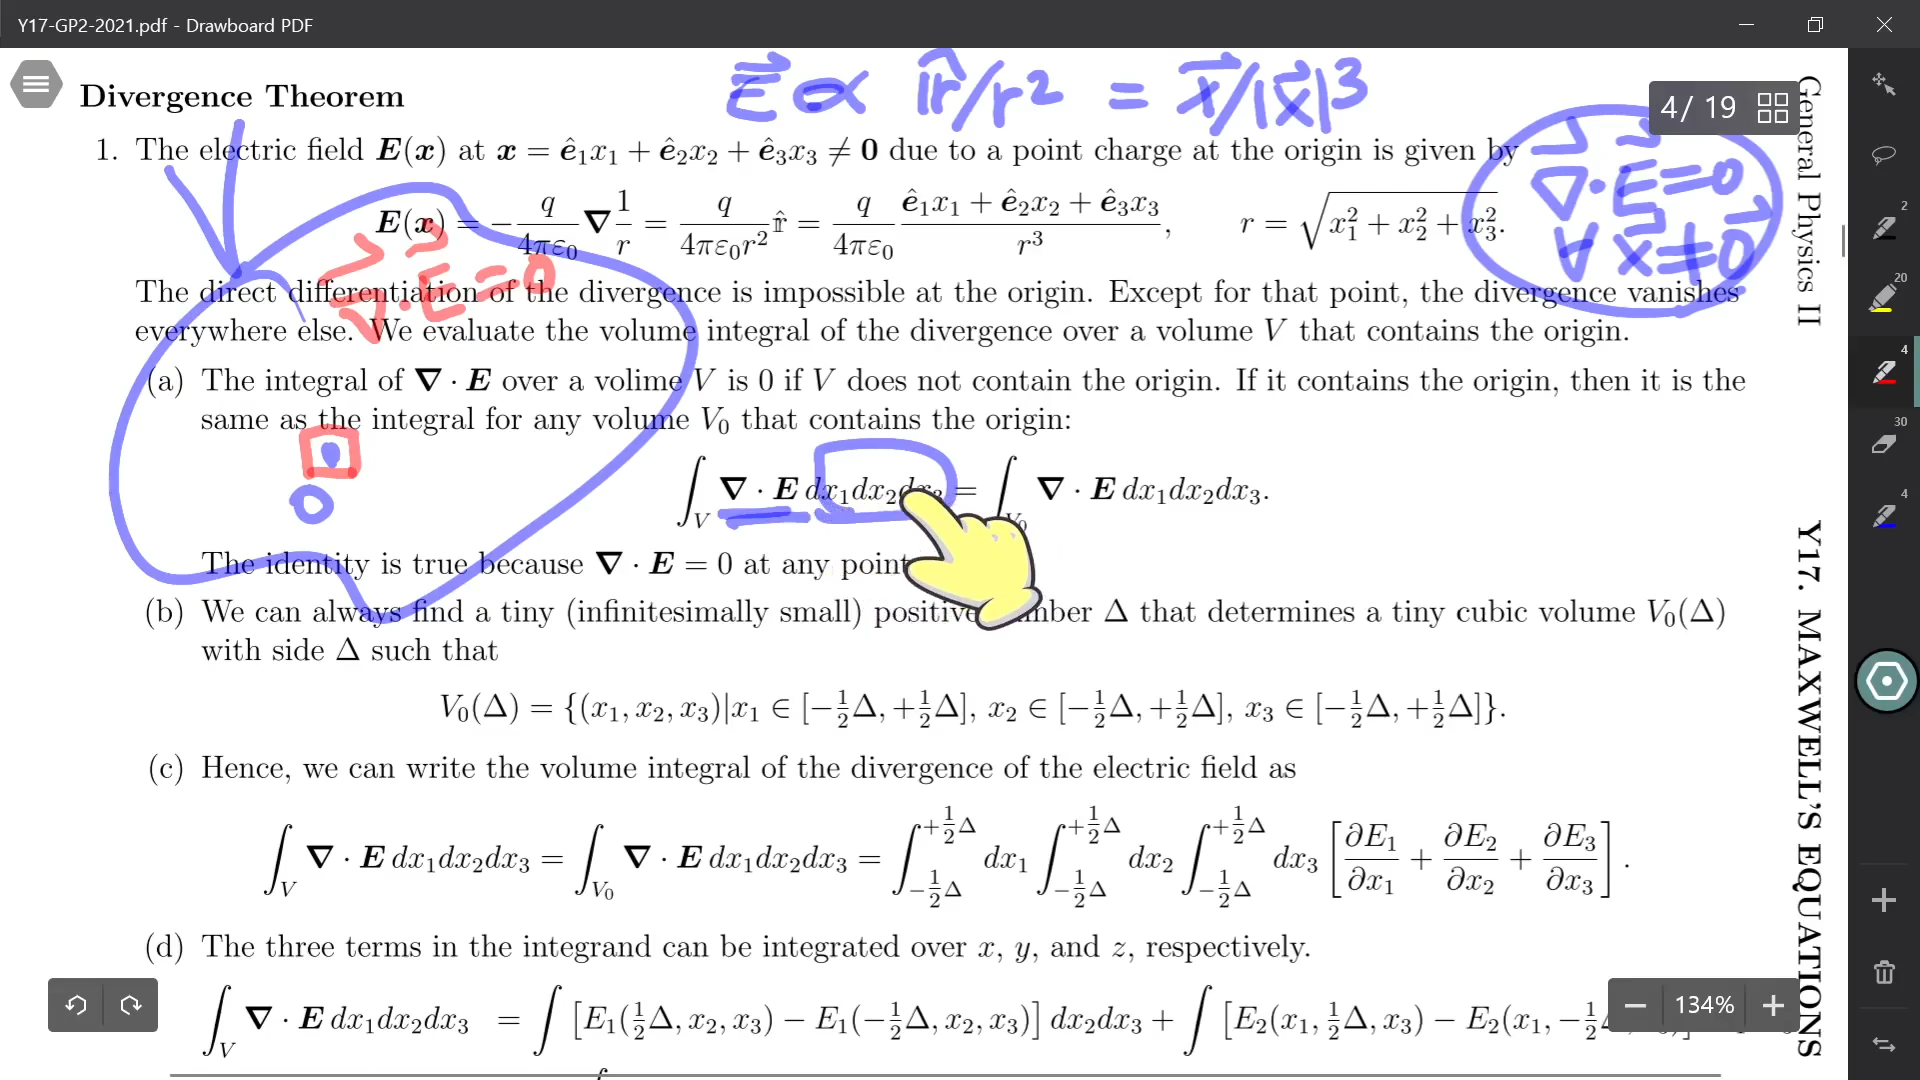 Y17-GP2-2021.pdf - Drawboard PDF
Divergence Theorem
E⃗ ∝ r̂/r² = x⃗/|x⃗|³
4/ 19
1. The electric field E(x) at x = ê₁x₁ + ê₂x₂ + ê₃x₃ ≠ 0 due to a point charge at the origin is given by
∇⃗·E⃗=0
∀ x⃗≠0⃗
E(x) = −q/4πε₀ ∇ 1/r = q/4πε₀r² r̂ = q/4πε₀ (ê₁x₁ + ê₂x₂ + ê₃x₃)/r³, r = √(x₁² + x₂² + x₃²).
∇⃗·E⃗=0
The direct differentiation of the divergence is impossible at the origin. Except for that point, the divergence vanishes
everywhere else. We evaluate the volume integral of the divergence over a volume V that contains the origin.
(a) The integral of ∇ · E over a volime V is 0 if V does not contain the origin. If it contains the origin, then it is the
same as the integral for any volume V₀ that contains the origin:
∫_V ∇ · E dx₁dx₂dx₃ = ∫_V₀ ∇ · E dx₁dx₂dx₃.
O
The identity is true because ∇ · E = 0 at any point
(b) We can always find a tiny (infinitesimally small) positive number Δ that determines a tiny cubic volume V₀(Δ)
with side Δ such that
V₀(Δ) = {(x₁, x₂, x₃)|x₁ ∈ [−½Δ, +½Δ], x₂ ∈ [−½Δ, +½Δ], x₃ ∈ [−½Δ, +½Δ]}.
(c) Hence, we can write the volume integral of the divergence of the electric field as
∫_V ∇ · E dx₁dx₂dx₃ = ∫_V₀ ∇ · E dx₁dx₂dx₃ = ∫_{−½Δ}^{+½Δ} dx₁ ∫_{−½Δ}^{+½Δ} dx₂ ∫_{−½Δ}^{+½Δ} dx₃ [∂E₁/∂x₁ + ∂E₂/∂x₂ + ∂E₃/∂x₃].
(d) The three terms in the integrand can be integrated over x, y, and z, respectively.
∫_V ∇ · E dx₁dx₂dx₃ = ∫ [E₁(½Δ, x₂, x₃) − E₁(−½Δ, x₂, x₃)] dx₂dx₃ + ∫ [E₂(x₁, ½Δ, x₃) − E₂(x₁, −½
134%
General Physics II
Y17. MAXWELL'S EQUATIONS
2
20
4
30
4